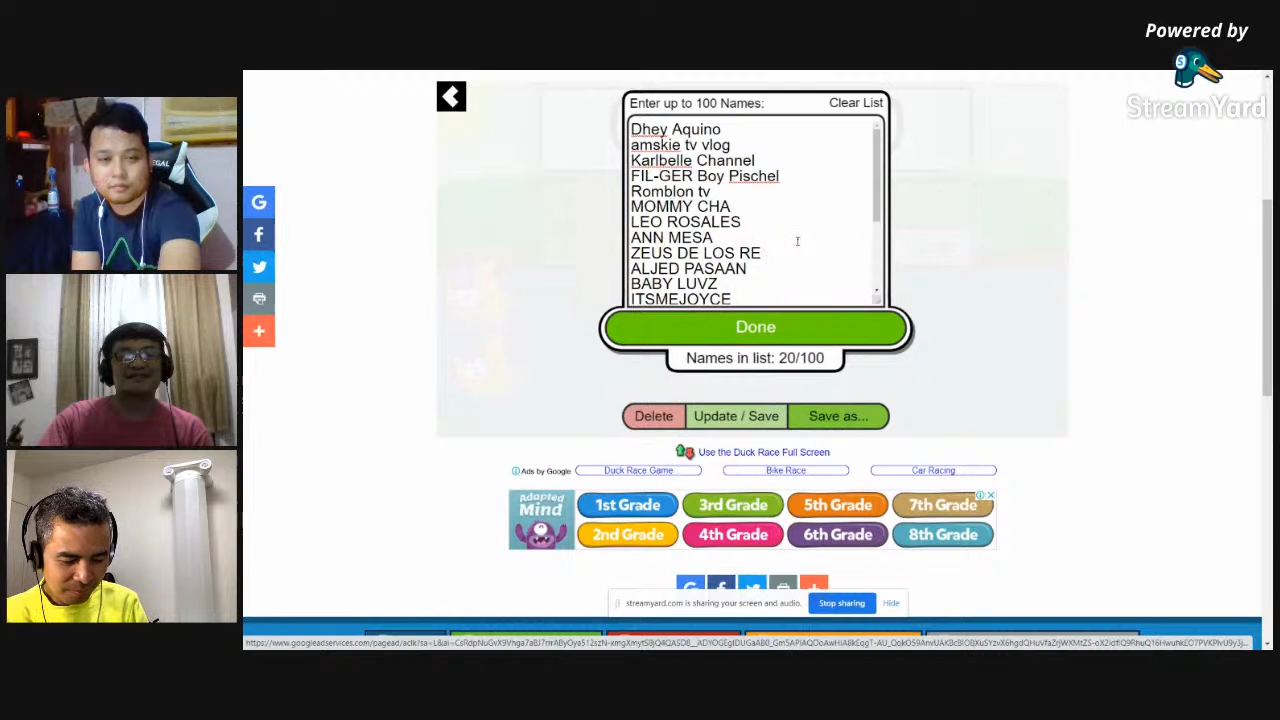 Powered by
StreamYard
Enter up to 100 Names:
Clear List
Dhey Aquino
amskie tv vlog
Karlbelle Channel
FIL-GER Boy Pischel
Romblon tv
MOMMY CHA
LEO ROSALES
ANN MESA
ZEUS DE LOS RE
ALJED PASAAN
BABY LUVZ
ITSMEJOYCE
Done
Names in list: 20/100
Delete
Update / Save
Save as...
Use the Duck Race Full Screen
Ads by Google
Duck Race Game
Bike Race
Car Racing
Adapted Mind
1st Grade
3rd Grade
5th Grade
7th Grade
2nd Grade
4th Grade
6th Grade
8th Grade
streamyard.com is sharing your screen and audio.
Stop sharing
Hide